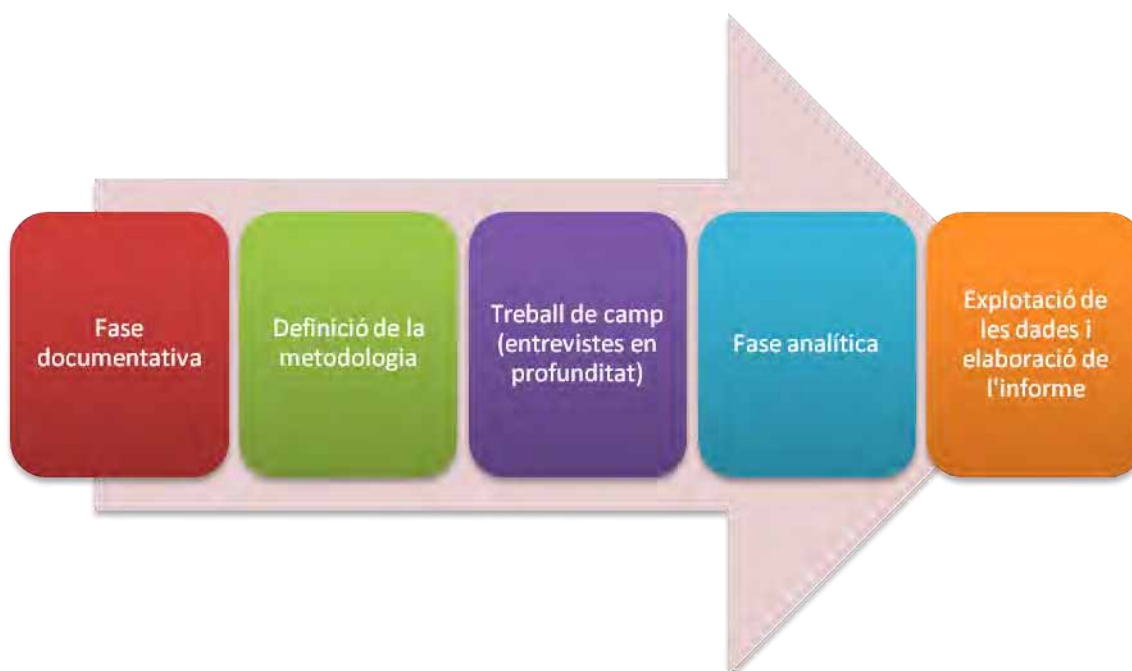 Fase
documentativa
Definició de la
metodologia
Treball de camp
(entrevistes en
profunditat)
Fase analítica
Explotació de
les dades i
elaboració de
l'informe